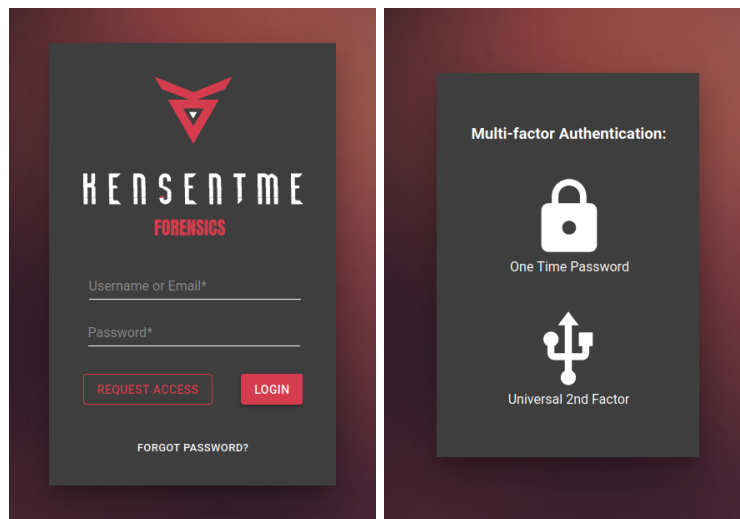 KENSENTME
FORENSICS
Username or Email*
Password*
REQUEST ACCESS
LOGIN
FORGOT PASSWORD?
Multi-factor Authentication:
One Time Password
Universal 2nd Factor